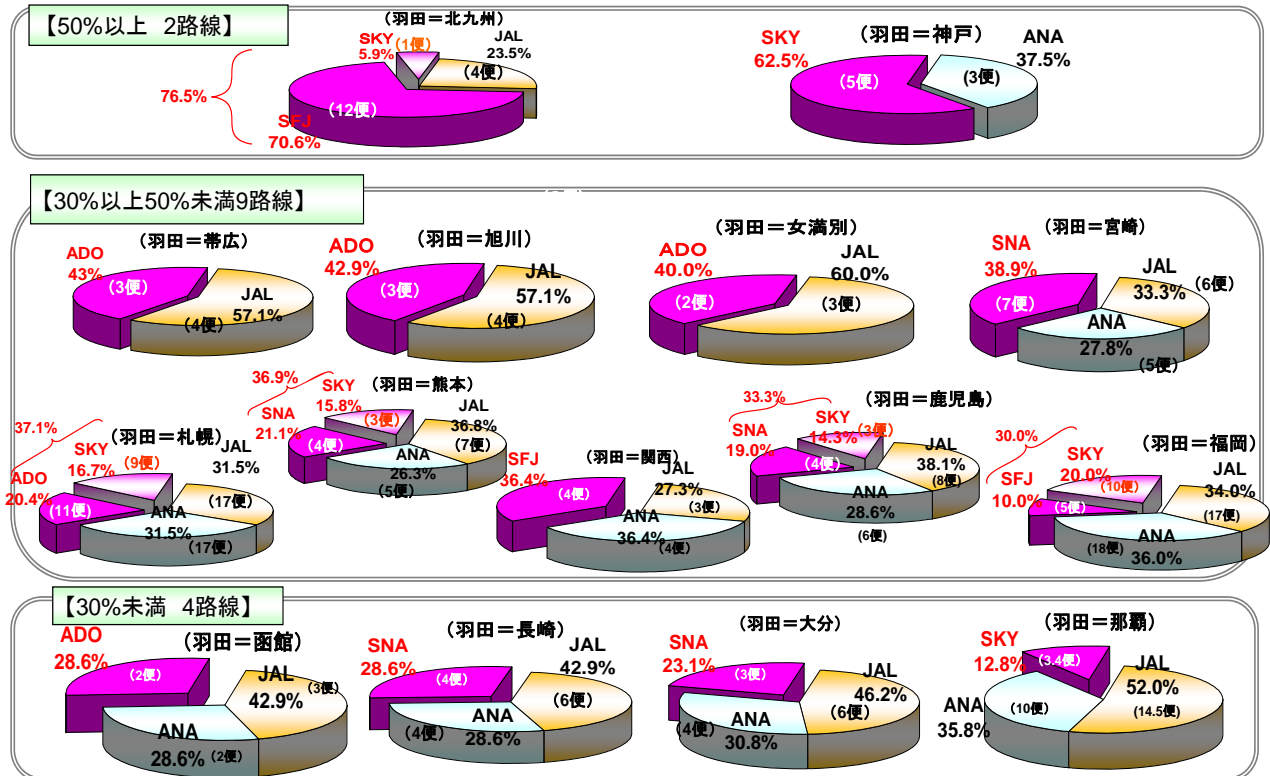 【50%以上 2路線】
(羽田=北九州)
SKY
5.9%
(1便)
JAL
23.5%
(4便)
76.5%
(12便)
SFJ
70.6%
(羽田=神戸)
SKY
62.5%
(5便)
ANA
37.5%
(3便)
【30%以上50%未満9路線】
(羽田=帯広)
ADO
43%
(3便)
JAL
57.1%
(4便)
(羽田=旭川)
ADO
42.9%
(3便)
JAL
57.1%
(4便)
(羽田=女満別)
ADO
40.0%
(2便)
JAL
60.0%
(3便)
(羽田=宮崎)
SNA
38.9%
(7便)
JAL
33.3%
(6便)
ANA
27.8%
(5便)
(羽田=札幌)
37.1%
SKY
16.7%
(9便)
ADO
20.4%
(11便)
JAL
31.5%
(17便)
ANA
31.5%
(17便)
(羽田=熊本)
36.9%
SKY
15.8%
(3便)
SNA
21.1%
(4便)
JAL
36.8%
(7便)
ANA
26.3%
(5便)
(羽田=関西)
SFJ
36.4%
(4便)
JAL
27.3%
(3便)
ANA
36.4%
(4便)
(羽田=鹿児島)
33.3%
SKY
14.3%
(3便)
SNA
19.0%
(4便)
JAL
38.1%
(8便)
ANA
28.6%
(6便)
(羽田=福岡)
30.0%
SKY
20.0%
(10便)
SFJ
10.0%
(5便)
JAL
34.0%
(17便)
ANA
36.0%
(18便)
【30%未満 4路線】
(羽田=函館)
ADO
28.6%
(2便)
JAL
42.9%
(3便)
ANA
28.6%
(2便)
(羽田=長崎)
SNA
28.6%
(4便)
JAL
42.9%
(6便)
ANA
28.6%
(4便)
(羽田=大分)
SNA
23.1%
(3便)
JAL
46.2%
(6便)
ANA
30.8%
(4便)
(羽田=那覇)
SKY
12.8%
(3.4便)
JAL
52.0%
(14.5便)
ANA
35.8%
(10便)